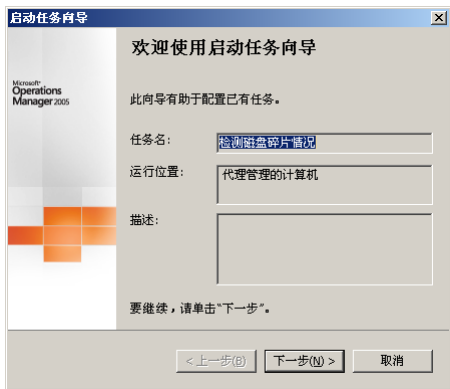 启动任务向导
欢迎使用启动任务向导
Microsoft
Operations
Manager 2005
此向导有助于配置已有任务。
任务名:
检测磁盘碎片情况
运行位置:
代理管理的计算机
描述:
要继续，请单击“下一步”。
< 上一步(B)
下一步(N) >
取消